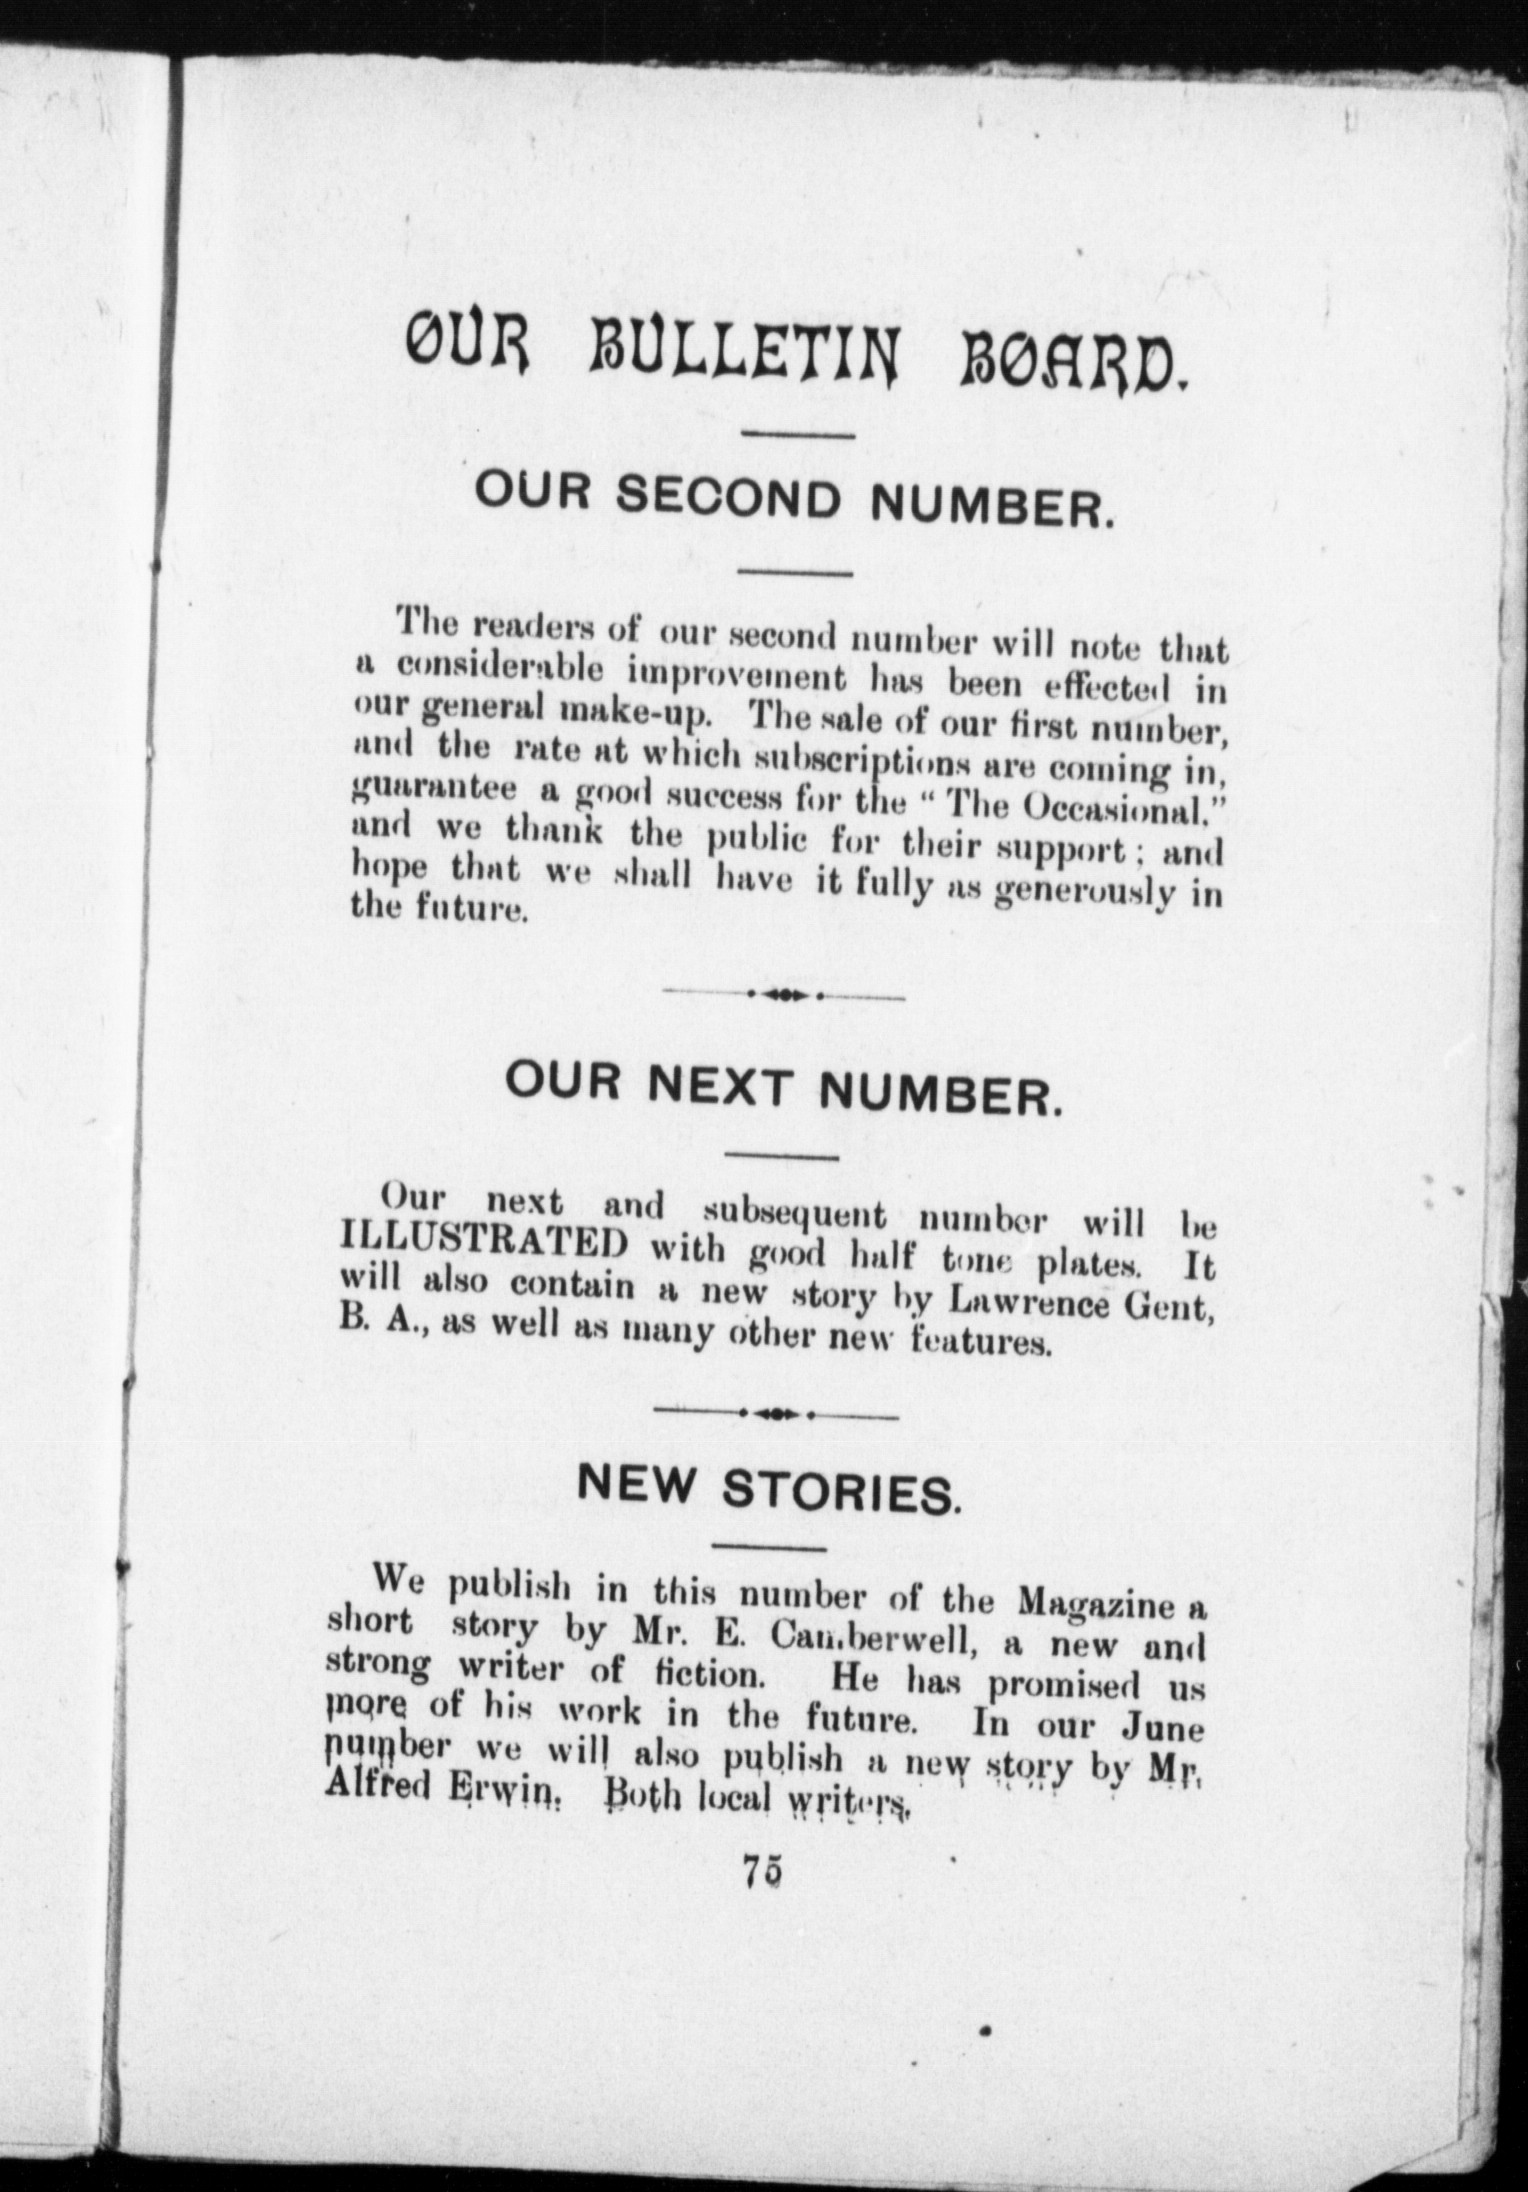 OUR BULLETIN BOARD.
OUR SECOND NUMBER.
The readers of our second number will note that
a considerable improvement has been effected in
our general make-up. The sale of our first number,
and the rate at which subscriptions are coming in,
guarantee a good success for the " The Occasional,"
and we thank the public for their support; and
hope that we shall have it fully as generously in
the future.
OUR NEXT NUMBER.
Our next and subsequent number will be
ILLUSTRATED with good half tone plates. It
will also contain a new story by Lawrence Gent,
B. A., as well as many other new features.
NEW STORIES.
We publish in this number of the Magazine a
short story by Mr. E. Camberwell, a new and
strong writer of fiction. He has promised us
more of his work in the future. In our June
number we will also publish a new story by Mr.
Alfred Erwin. Both local writers.
75